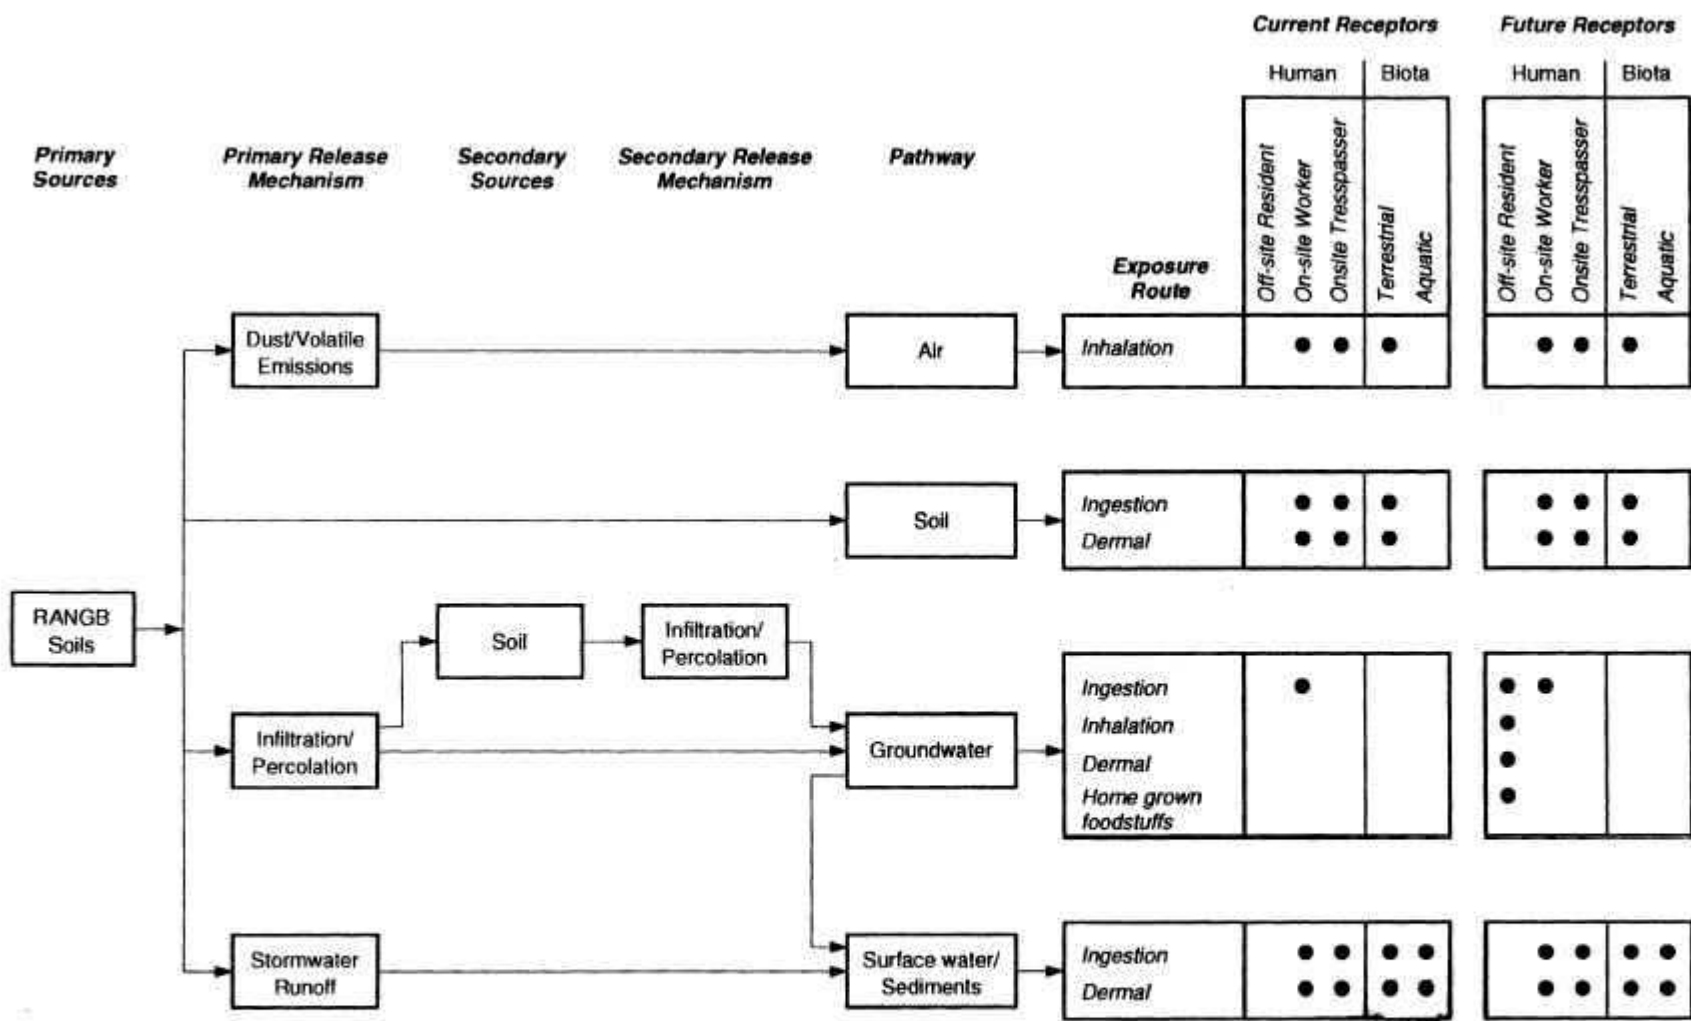 Current Receptors
Future Receptors
Human
Biota
Human
Biota
Primary
Sources
Primary Release
Mechanism
Secondary
Sources
Secondary Release
Mechanism
Pathway
Exposure
Route
Off-site Resident
On-site Worker
Onsite Tresspasser
Terrestrial
Aquatic
Off-site Resident
On-site Worker
Onsite Tresspasser
Terrestrial
Aquatic
Dust/Volatile
Emissions
Air
Inhalation
Soil
Ingestion
Dermal
RANGB
Soils
Soil
Infiltration/
Percolation
Infiltration/
Percolation
Groundwater
Ingestion
Inhalation
Dermal
Home grown
foodstuffs
Stormwater
Runoff
Surface water/
Sediments
Ingestion
Dermal